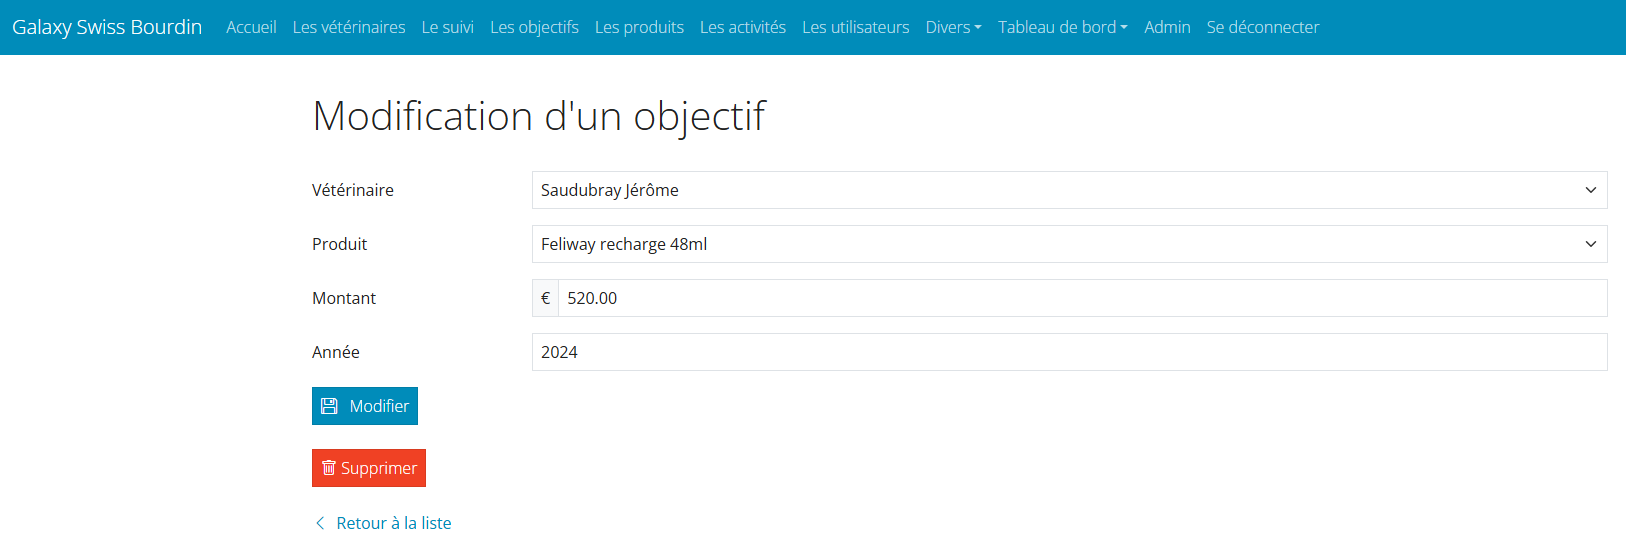 Galaxy Swiss Bourdin Accueil Les vétérinaires Le suivi Les objectifs Les produits Les activités Les utilisateurs Divers Tableau de bord Admin Se déconnecter
Modification d'un objectif
Vétérinaire Saudubray Jérôme
Produit Feliway recharge 48ml
Montant € 520.00
Année 2024
Modifier
Supprimer
Retour à la liste